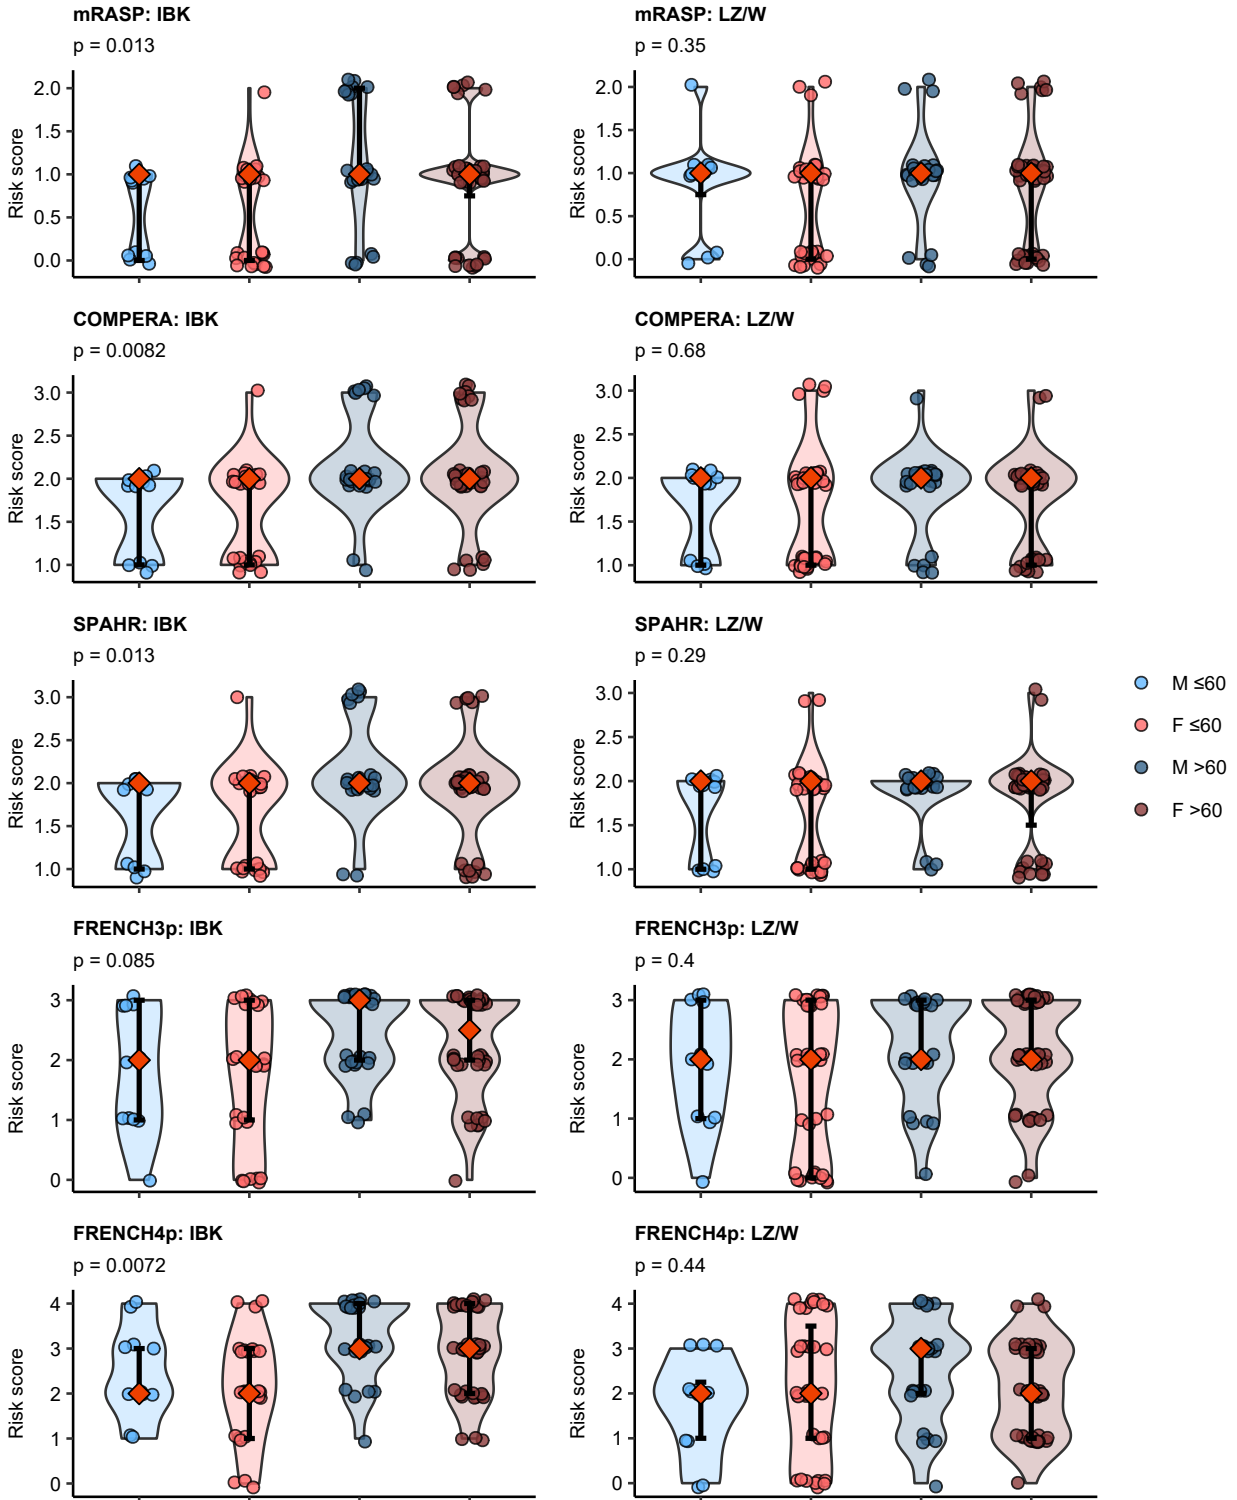 mRASP: IBK
p = 0.013
Risk score
2.0
1.5
1.0
0.5
0.0
mRASP: LZ/W
p = 0.35
Risk score
2.0
1.5
1.0
0.5
0.0
COMPERA: IBK
p = 0.0082
Risk score
3.0
2.5
2.0
1.5
1.0
COMPERA: LZ/W
p = 0.68
Risk score
3.0
2.5
2.0
1.5
1.0
SPAHR: IBK
p = 0.013
Risk score
3.0
2.5
2.0
1.5
1.0
SPAHR: LZ/W
p = 0.29
Risk score
3.0
2.5
2.0
1.5
1.0
M ≤60
F ≤60
M >60
F >60
FRENCH3p: IBK
p = 0.085
Risk score
3
2
1
0
FRENCH3p: LZ/W
p = 0.4
Risk score
3
2
1
0
FRENCH4p: IBK
p = 0.0072
Risk score
4
3
2
1
0
FRENCH4p: LZ/W
p = 0.44
Risk score
4
3
2
1
0